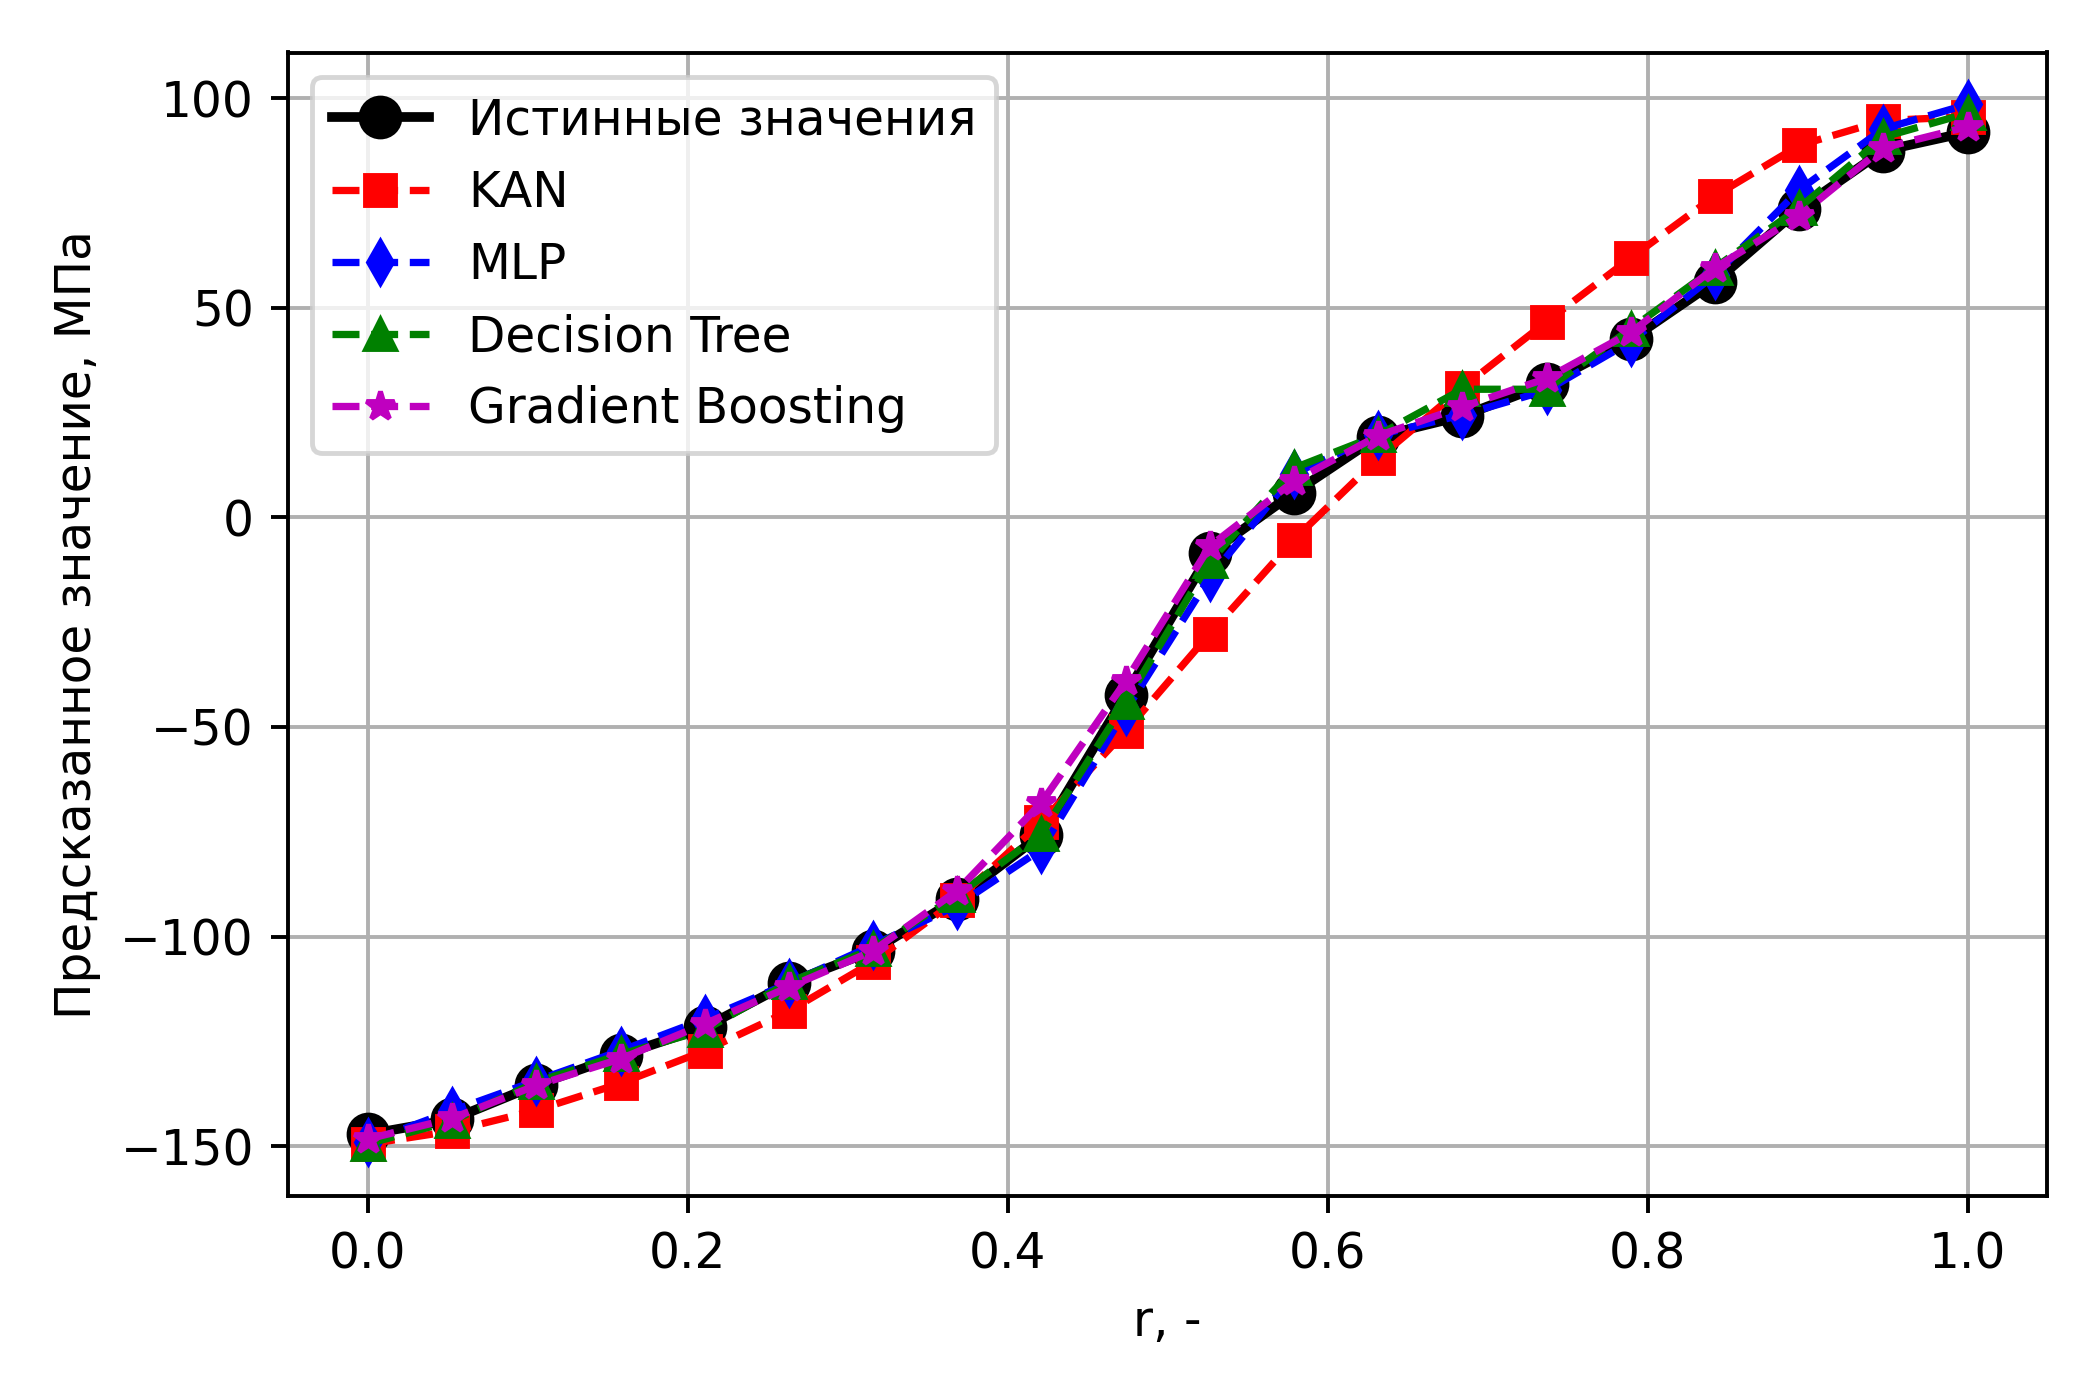 Предсказанное значение, МПа
100
50
0
−50
−100
−150
Истинные значения
KAN
MLP
Decision Tree
Gradient Boosting
0.0 0.2 0.4 0.6 0.8 1.0
r, -